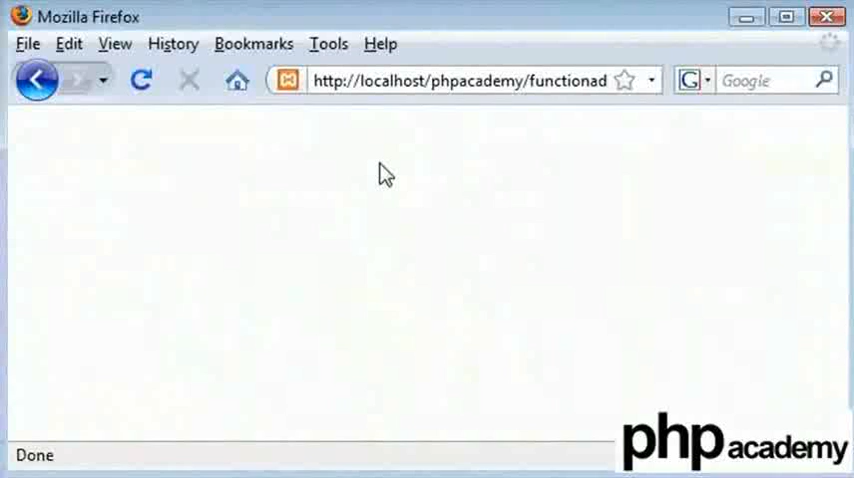 Mozilla Firefox
File Edit View History Bookmarks Tools Help
http://localhost/phpacademy/functionad G Google
Done
php academy